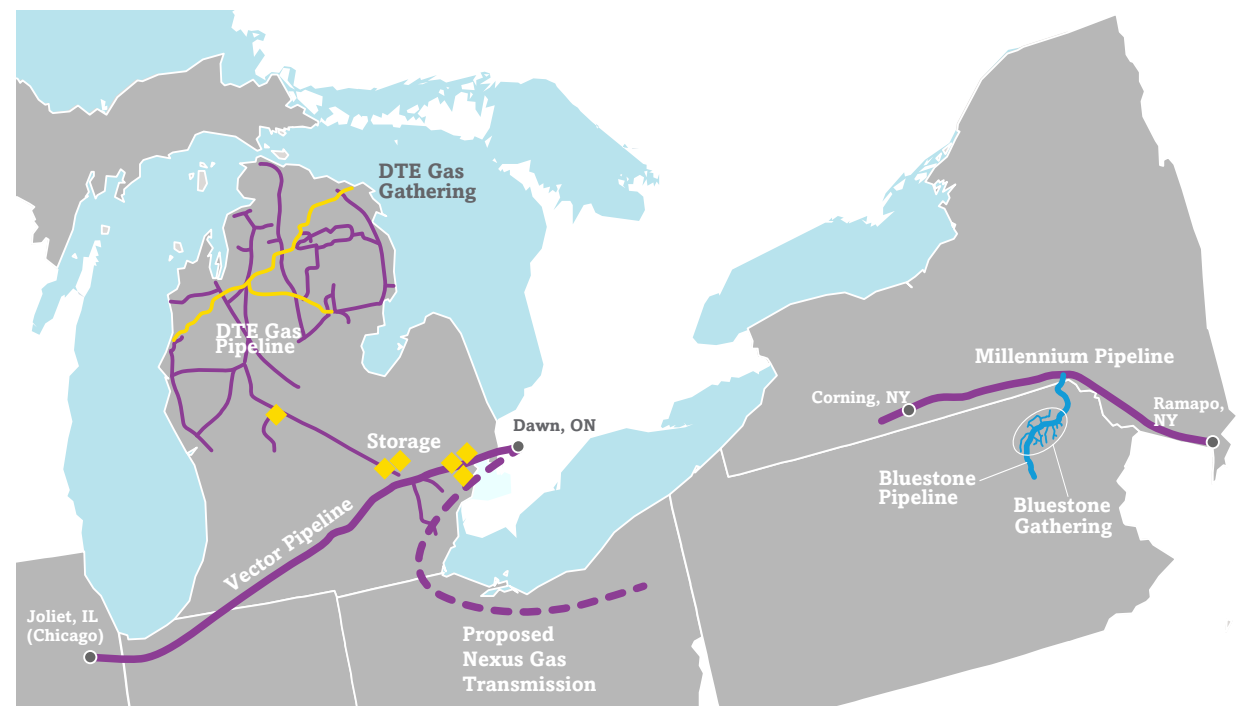 DTE Gas
Gathering
DTE Gas
Pipeline
Millennium Pipeline
Corning, NY
Ramapo,
NY
Dawn, ON
Storage
Bluestone
Pipeline
Bluestone
Gathering
Vector Pipeline
Joliet, IL
(Chicago)
Proposed
Nexus Gas
Transmission